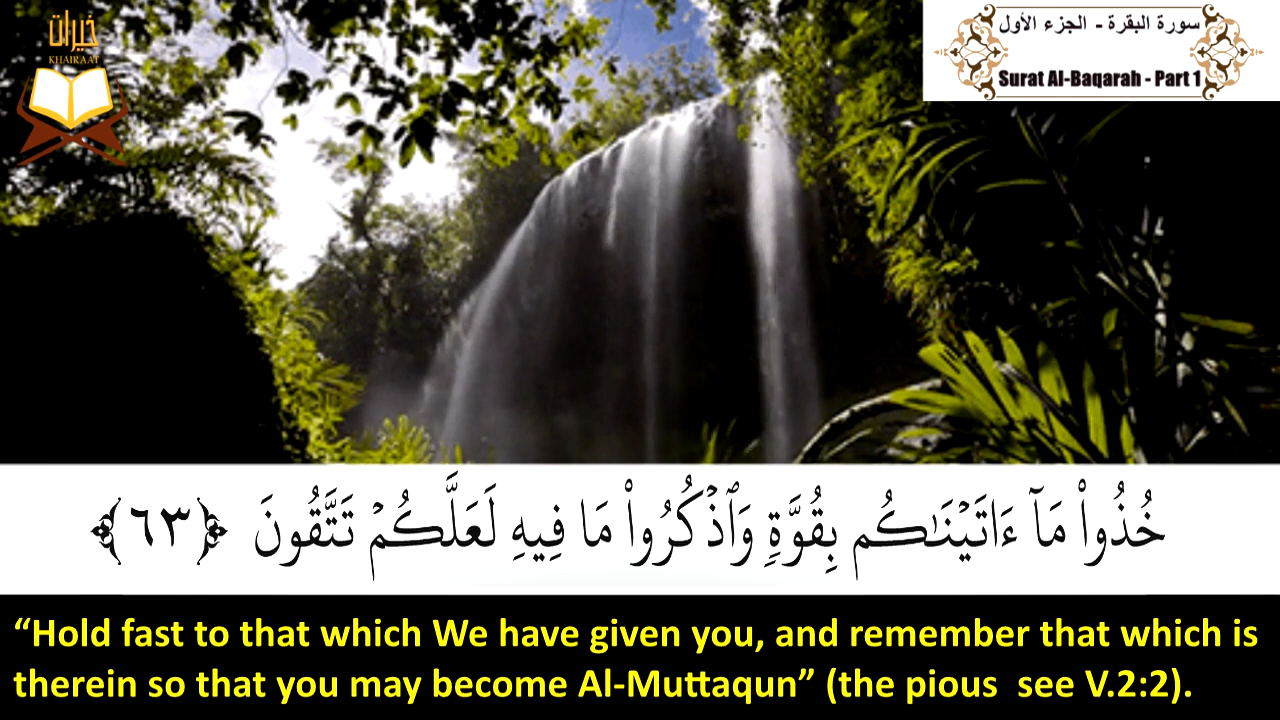 خيرات
KHAIRAAT
سورة البقرة - الجزء الأول
Surat Al-Baqarah - Part 1
خُذُوا۟ مَآ ءَاتَيْنَـٰكُم بِقُوَّةٍۢ وَٱذْكُرُوا۟ مَا فِيهِ لَعَلَّكُمْ تَتَّقُونَ ﴿٦٣﴾
“Hold fast to that which We have given you, and remember that which is
therein so that you may become Al-Muttaqun” (the pious  see V.2:2).